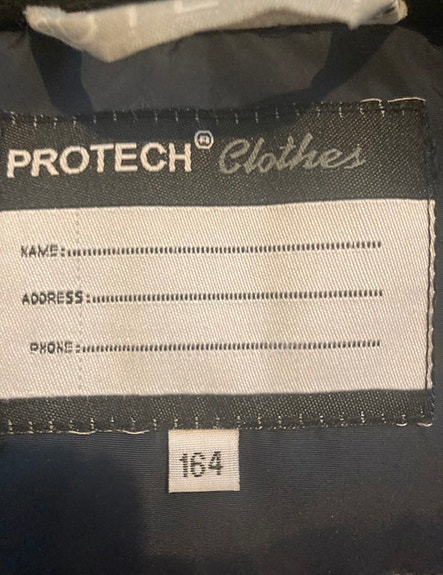 PROTECH® Clothes
NAME:................................................
ADDRESS:................................................
PHONE:................................................
164